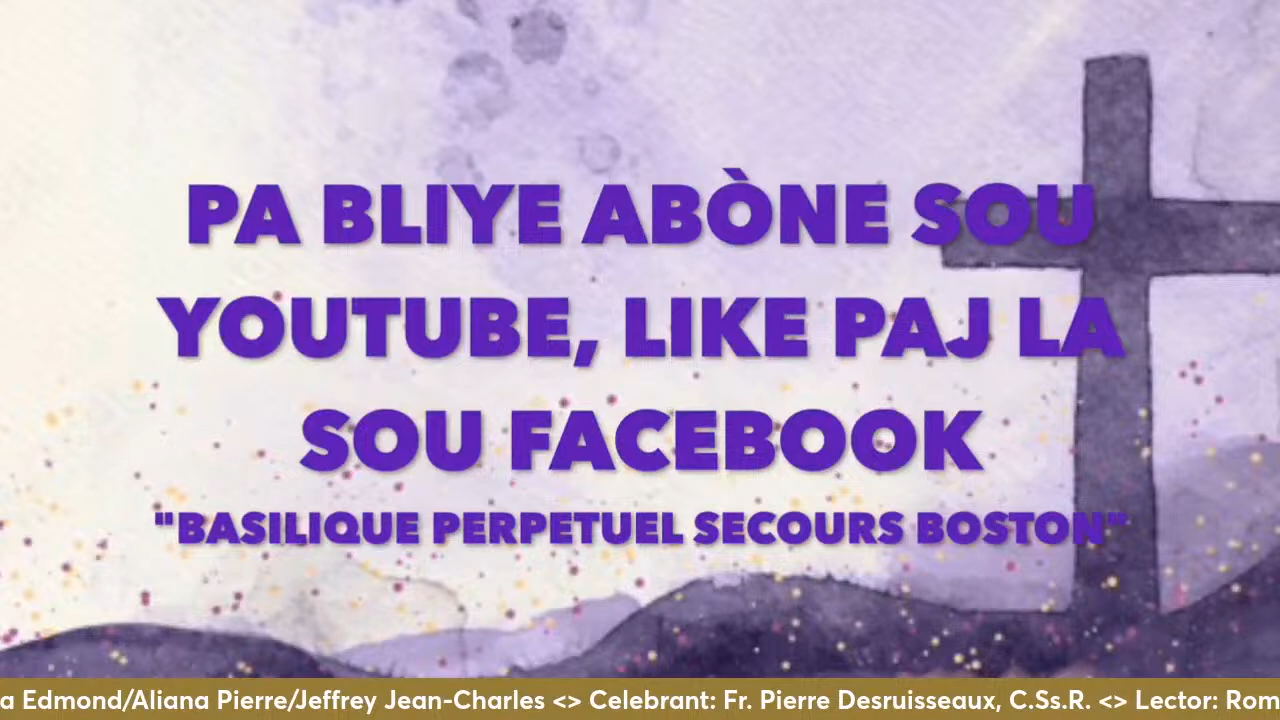 PA BLIYE ABÒNE SOU
YOUTUBE, LIKE PAJ LA
SOU FACEBOOK
"BASILIQUE PERPETUEL SECOURS BOSTON"
a Edmond/Aliana Pierre/Jeffrey Jean-Charles <> Celebrant: Fr. Pierre Desruisseaux, C.Ss.R. <> Lector: Rom